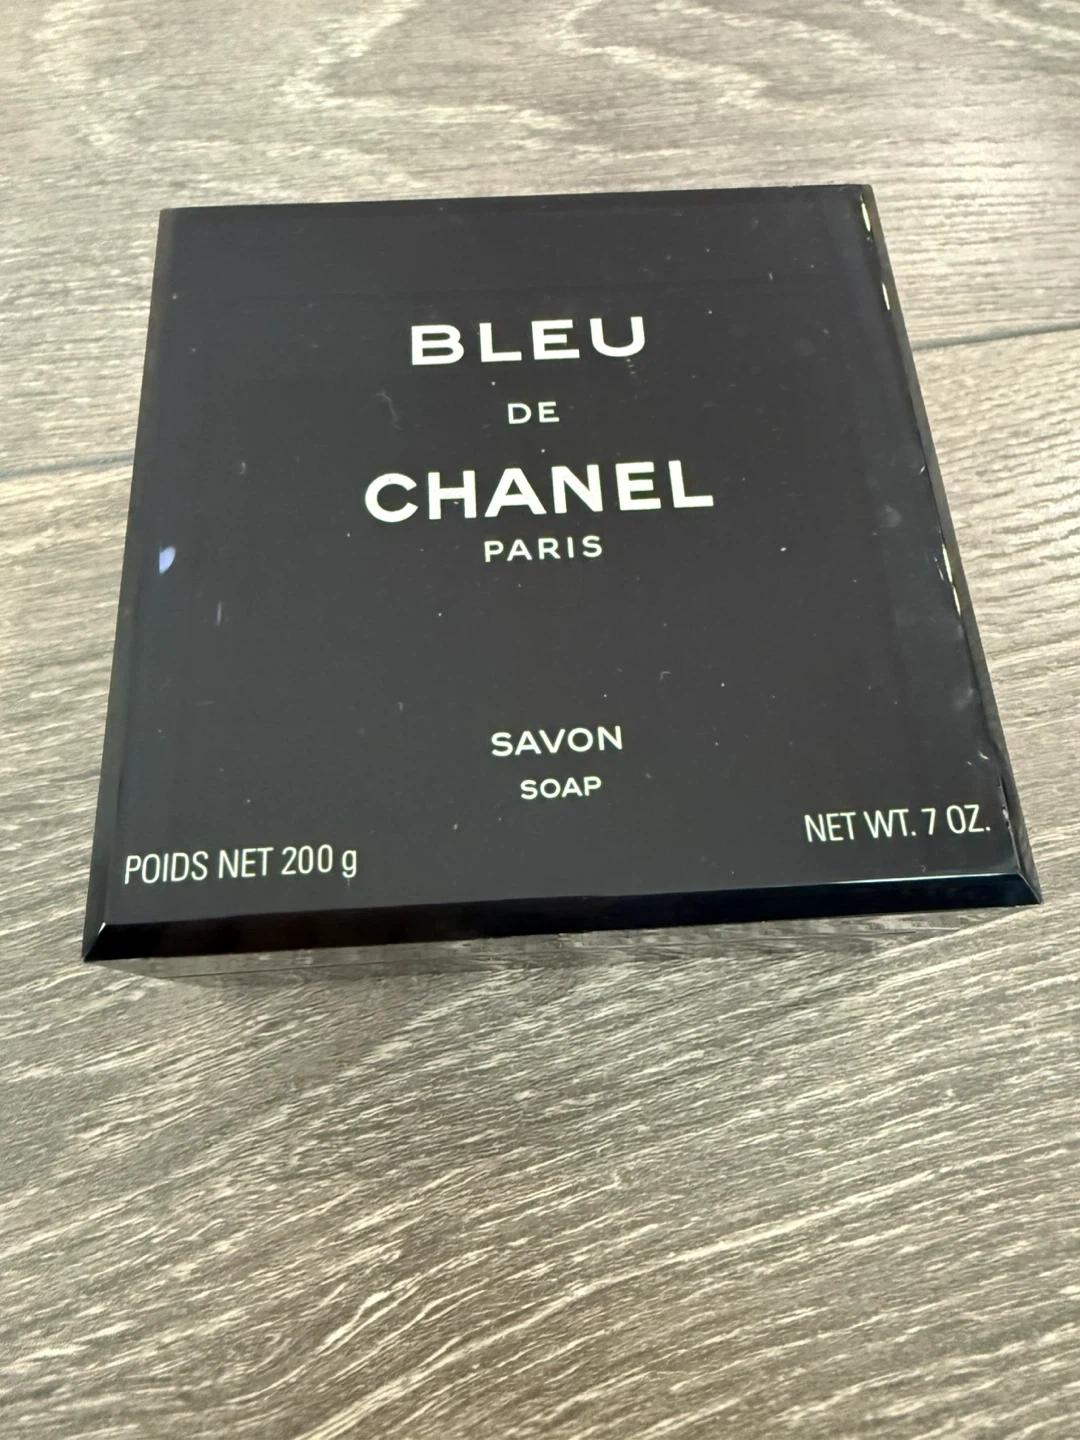 BLEU
DE
CHANEL
PARIS
SAVON
SOAP
POIDS NET 200 g
NET WT. 7 OZ.